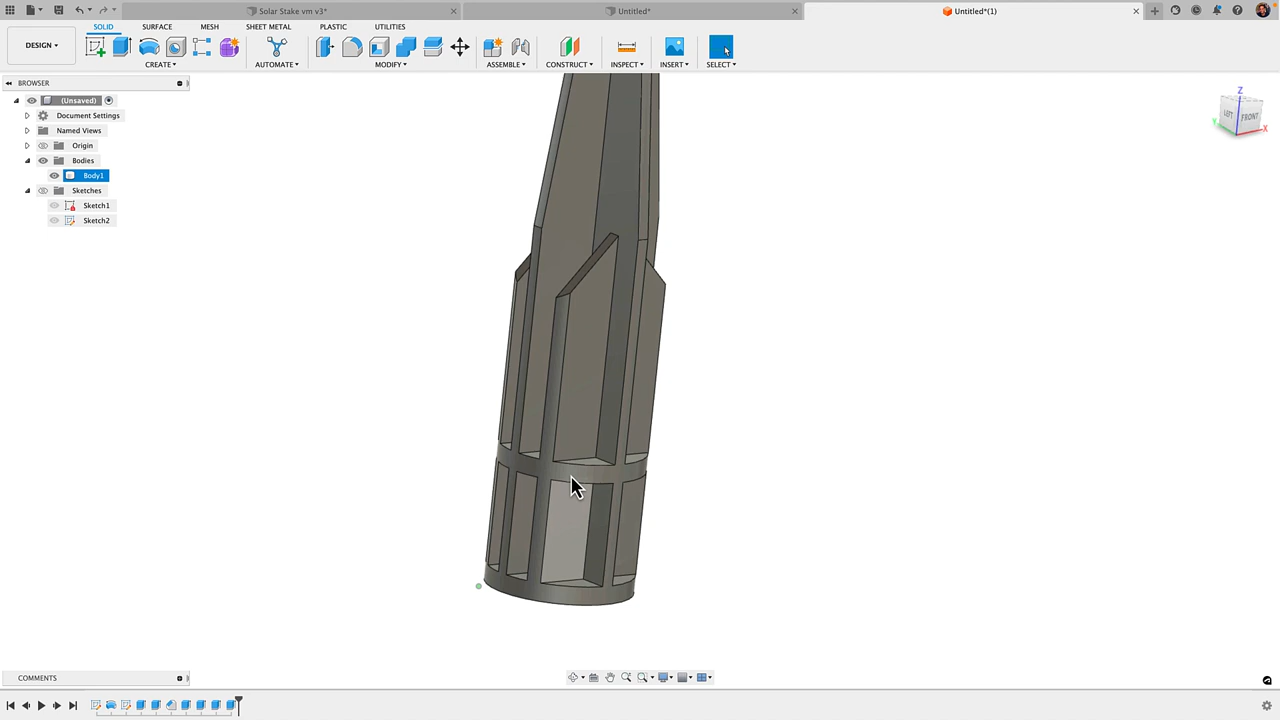 Solar Stake vm v3*
Untitled*
Untitled*(1)
DESIGN
SOLID
SURFACE
MESH
SHEET METAL
PLASTIC
UTILITIES
CREATE
AUTOMATE
MODIFY
ASSEMBLE
CONSTRUCT
INSPECT
INSERT
SELECT
BROWSER
(Unsaved)
Document Settings
Named Views
Origin
Bodies
Body1
Sketches
Sketch1
Sketch2
Z
LEFT
FRONT
Y
X
COMMENTS